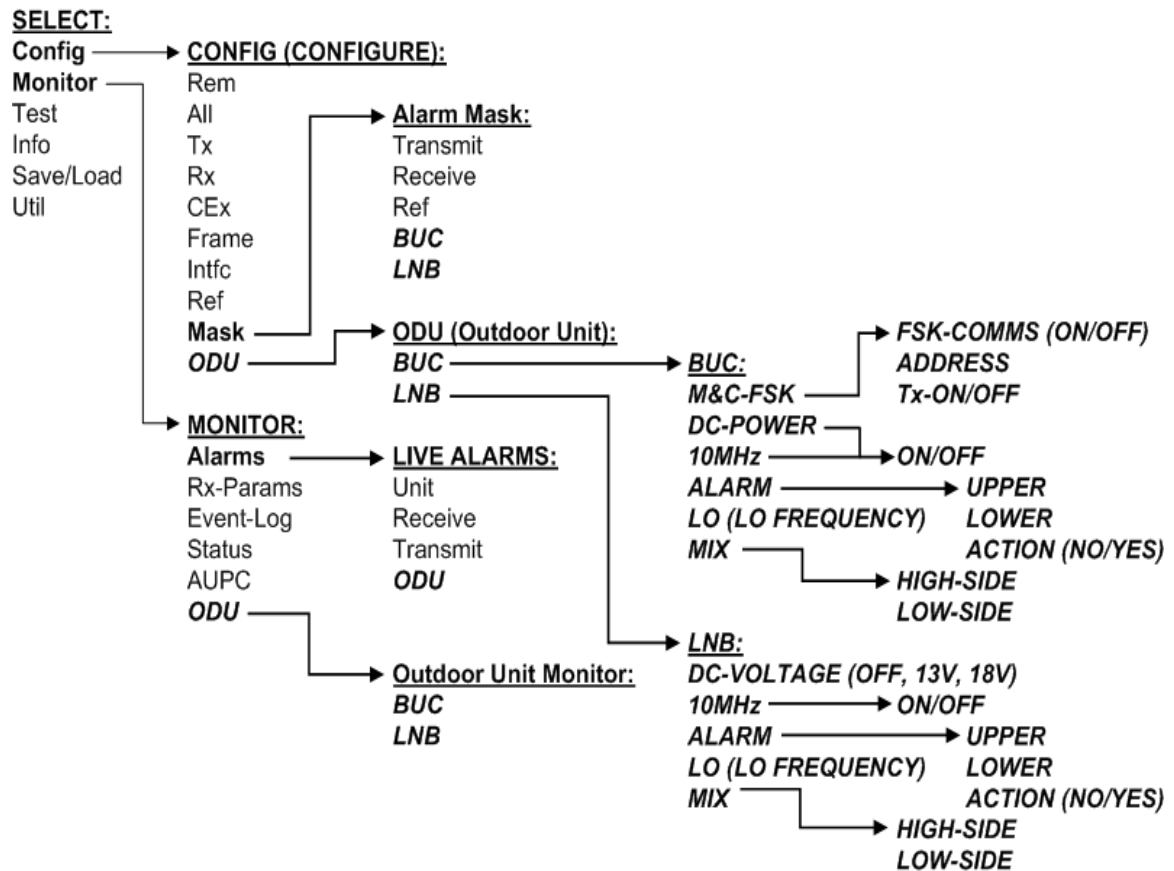 SELECT:
Config
Monitor
Test
Info
Save/Load
Util
CONFIG (CONFIGURE):
Rem
All
Tx
Rx
CEx
Frame
Intfc
Ref
Mask
ODU
Alarm Mask:
Transmit
Receive
Ref
BUC
LNB
ODU (Outdoor Unit):
BUC
LNB
BUC:
M&C-FSK
DC-POWER
10MHz
ALARM
LO (LO FREQUENCY)
MIX
FSK-COMMS (ON/OFF)
ADDRESS
Tx-ON/OFF
ON/OFF
UPPER
LOWER
ACTION (NO/YES)
HIGH-SIDE
LOW-SIDE
MONITOR:
Alarms
Rx-Params
Event-Log
Status
AUPC
ODU
LIVE ALARMS:
Unit
Receive
Transmit
ODU
Outdoor Unit Monitor:
BUC
LNB
LNB:
DC-VOLTAGE (OFF, 13V, 18V)
10MHz
ALARM
LO (LO FREQUENCY)
MIX
ON/OFF
UPPER
LOWER
ACTION (NO/YES)
HIGH-SIDE
LOW-SIDE